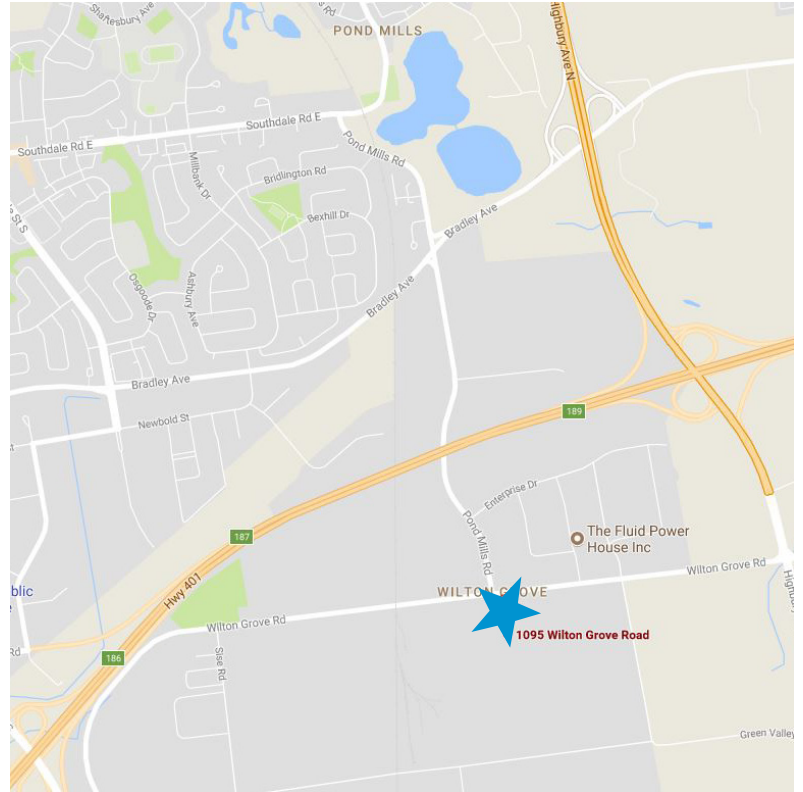 Shaftesbury Ave
Rd
POND MILLS
Highbury Ave N
Southdale Rd E
Southdale Rd E
Pond Mills Rd
Millbank Dr
Bridlington Rd
Bexhill Dr
Bradley Ave
Osgoode Dr
Ashbury Ave
Bradley Ave
Bradley Ave
Newbold St
189
Enterprise Dr
Pond Mills Rd
The Fluid Power
House Inc
187
Wilton Grove Rd
Hwy 401
WILTON GROVE
Wilton Grove Rd
1095 Wilton Grove Road
Sise Rd
Rd
186
Green Valley